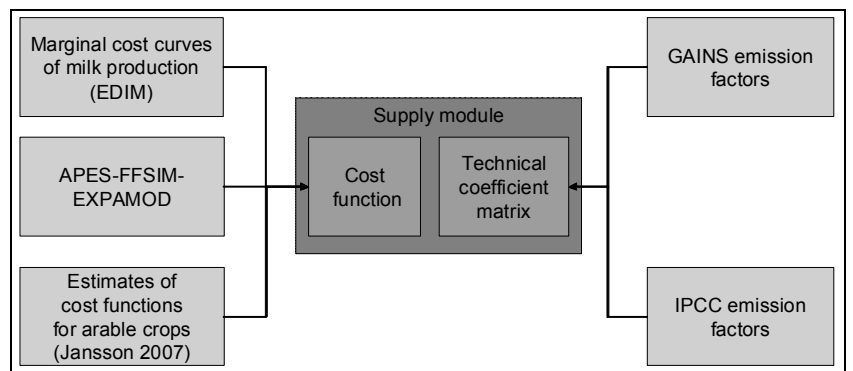 Marginal cost curves
of milk production
(EDIM)
APES-FFSIM-
EXPAMOD
Estimates of
cost functions
for arable crops
(Jansson 2007)
Supply module
Cost
function
Technical
coefficient
matrix
GAINS emission
factors
IPCC emission
factors